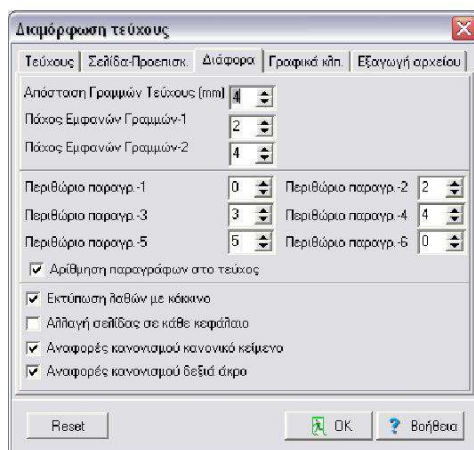 Διαμόρφωση τεύχους
Τεύχους Σελίδα-Προεπισκ. Διάφορα Γραφικά κλπ. Εξαγωγή αρχείου
Απόσταση Γραμμών Τεύχους (mm) 4
Πάχος Εμφανών Γραμμών-1 2
Πάχος Εμφανών Γραμμών-2 4
Περιθώριο παραγρ.-1 0 Περιθώριο παραγρ.-2 2
Περιθώριο παραγρ.-3 3 Περιθώριο παραγρ.-4 4
Περιθώριο παραγρ.-5 5 Περιθώριο παραγρ.-6 0
Αρίθμηση παραγράφων στο τεύχος
Εκτύπωση λαθών με κόκκινο
Αλλαγή σελίδας σε κάθε κεφάλαιο
Αναφορές κανονισμού κανονικό κείμενο
Αναφορές κανονισμού δεξιά άκρο
Reset OK ? Βοήθεια